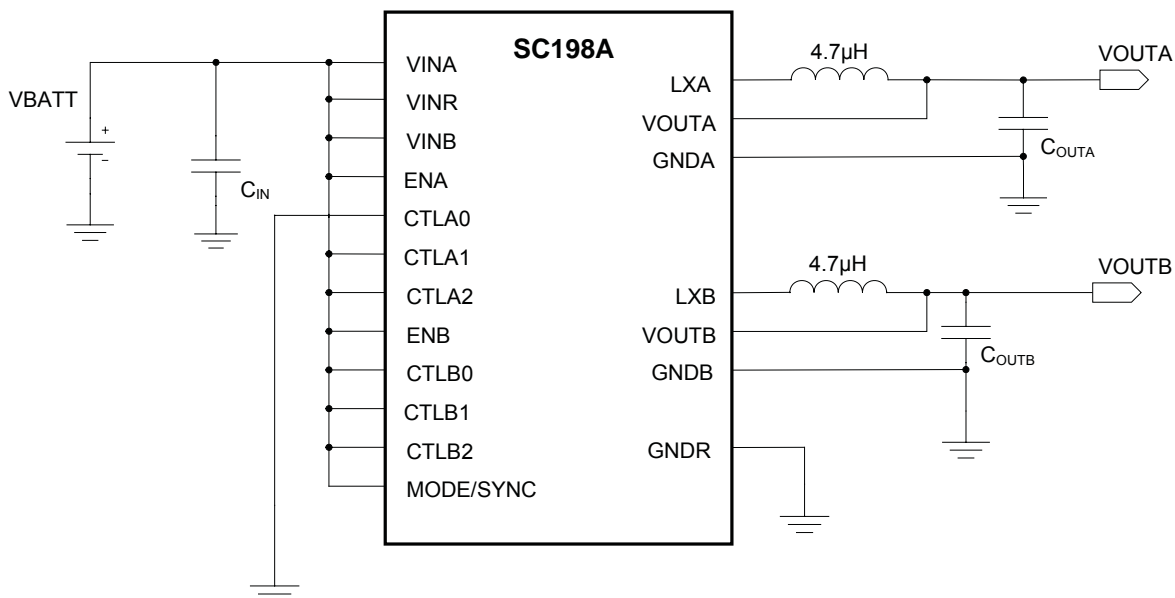 SC198A
VBATT
+
–
C_IN
VINA
VINR
VINB
ENA
CTLA0
CTLA1
CTLA2
ENB
CTLB0
CTLB1
CTLB2
MODE/SYNC
LXA
VOUTA
GNDA
LXB
VOUTB
GNDB
GNDR
4.7µH
VOUTA
C_OUTA
4.7µH
VOUTB
C_OUTB